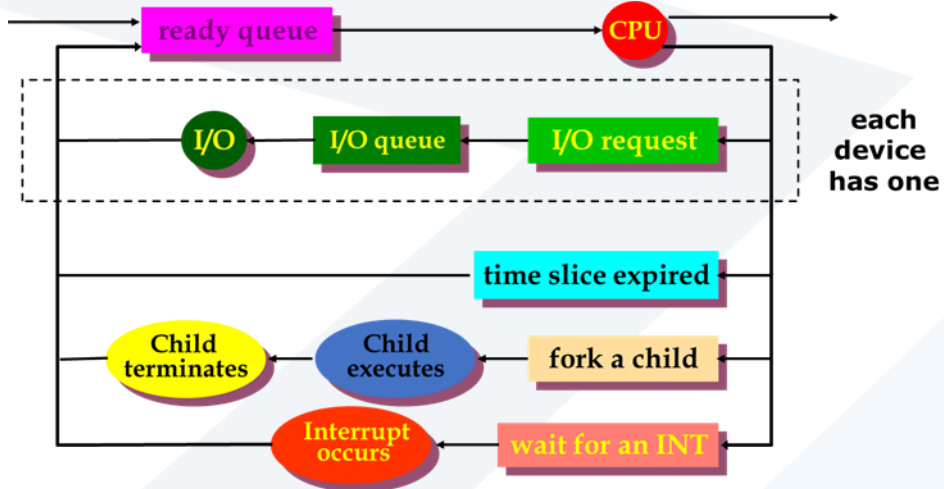 ready queue
CPU
I/O
I/O queue
I/O request
each
device
has one
time slice expired
Child
terminates
Child
executes
fork a child
Interrupt
occurs
wait for an INT